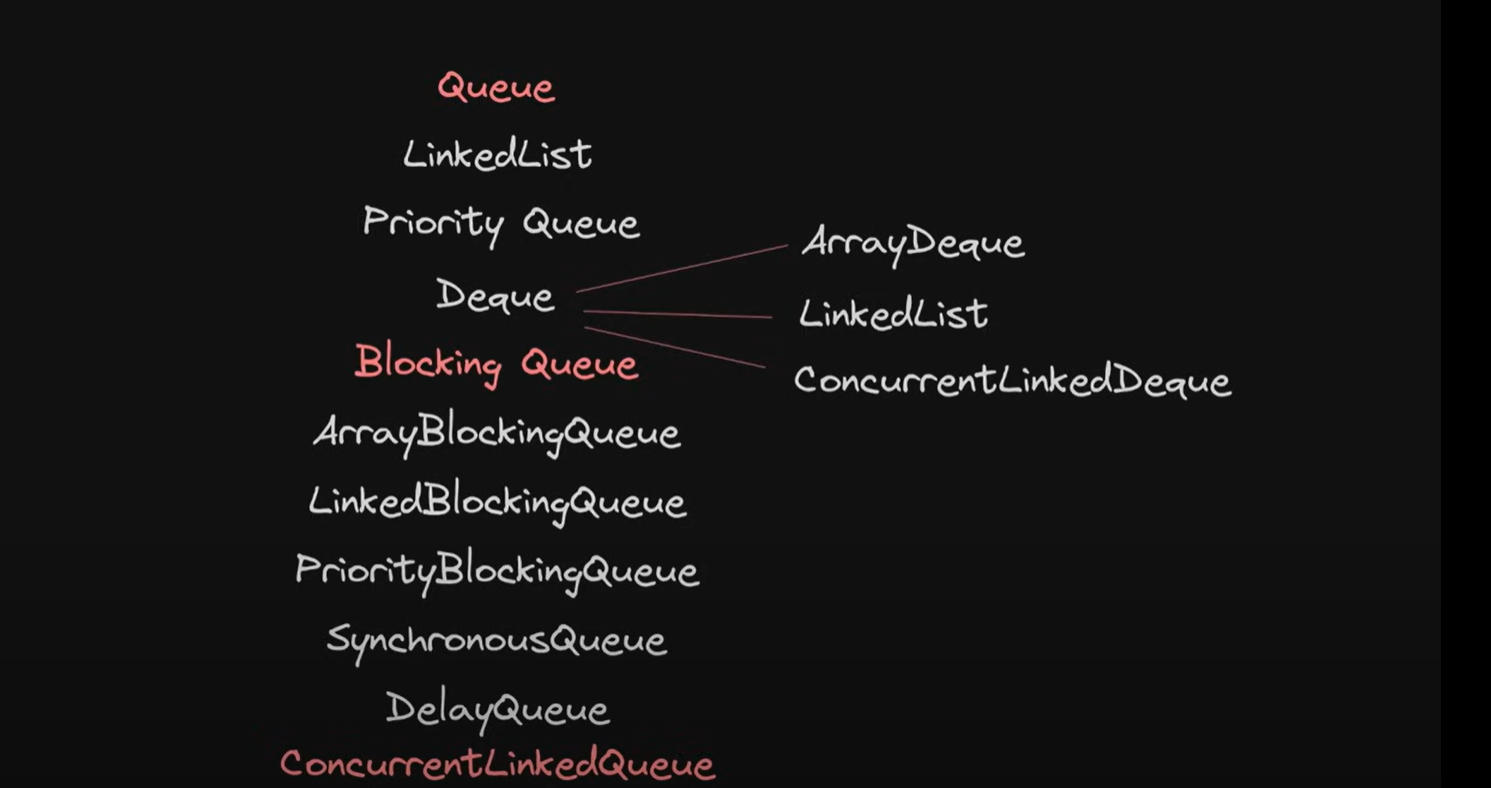 Queue
LinkedList
Priority Queue
Deque
ArrayDeque
LinkedList
ConcurrentLinkedDeque
Blocking Queue
ArrayBlockingQueue
LinkedBlockingQueue
PriorityBlockingQueue
SynchronousQueue
DelayQueue
ConcurrentLinkedQueue